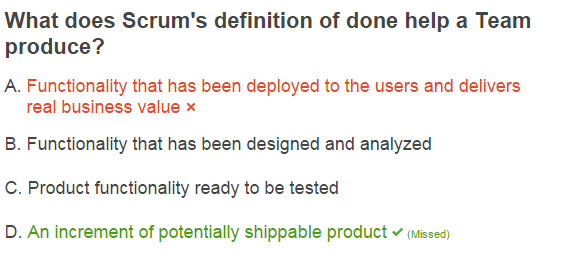 What does Scrum's definition of done help a Team
produce?
A. Functionality that has been deployed to the users and delivers
real business value ×
B. Functionality that has been designed and analyzed
C. Product functionality ready to be tested
D. An increment of potentially shippable product ✔ (Missed)